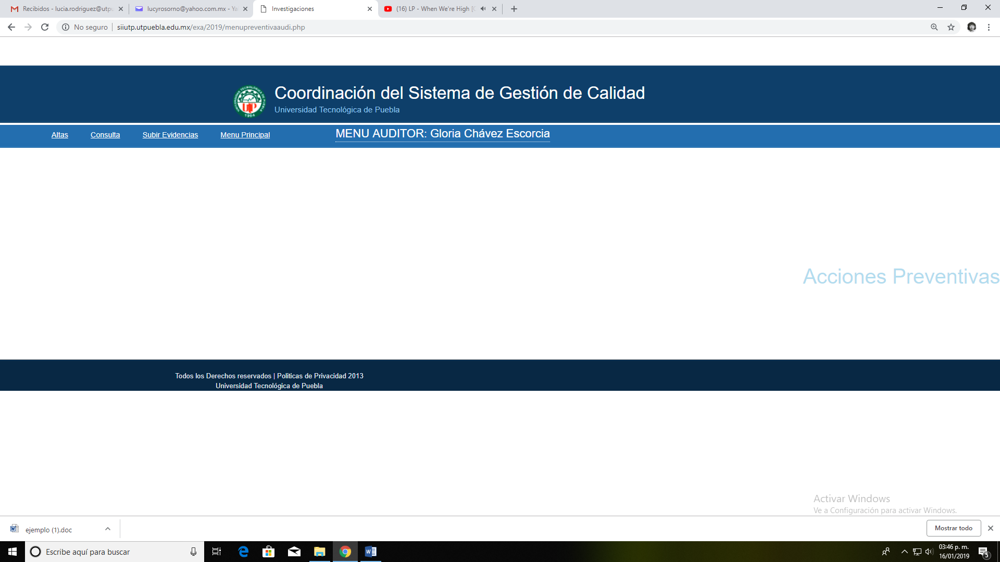 Recibidos - lucia.rodriguez@utpu
lucyrosorno@yahoo.com.mx - Ya
Investigaciones
(16) LP - When We're High [
No seguro
siiutp.utpuebla.edu.mx/exa/2019/menupreventivaaudi.php
Coordinación del Sistema de Gestión de Calidad
Universidad Tecnológica de Puebla
Altas
Consulta
Subir Evidencias
Menu Principal
MENU AUDITOR: Gloria Chávez Escorcia
Acciones Preventivas
Todos los Derechos reservados | Politicas de Privacidad 2013
Universidad Tecnológica de Puebla
Activar Windows
Ve a Configuración para activar Windows.
ejemplo (1).doc
Mostrar todo
Escribe aquí para buscar
03:46 p. m.
16/01/2019
5